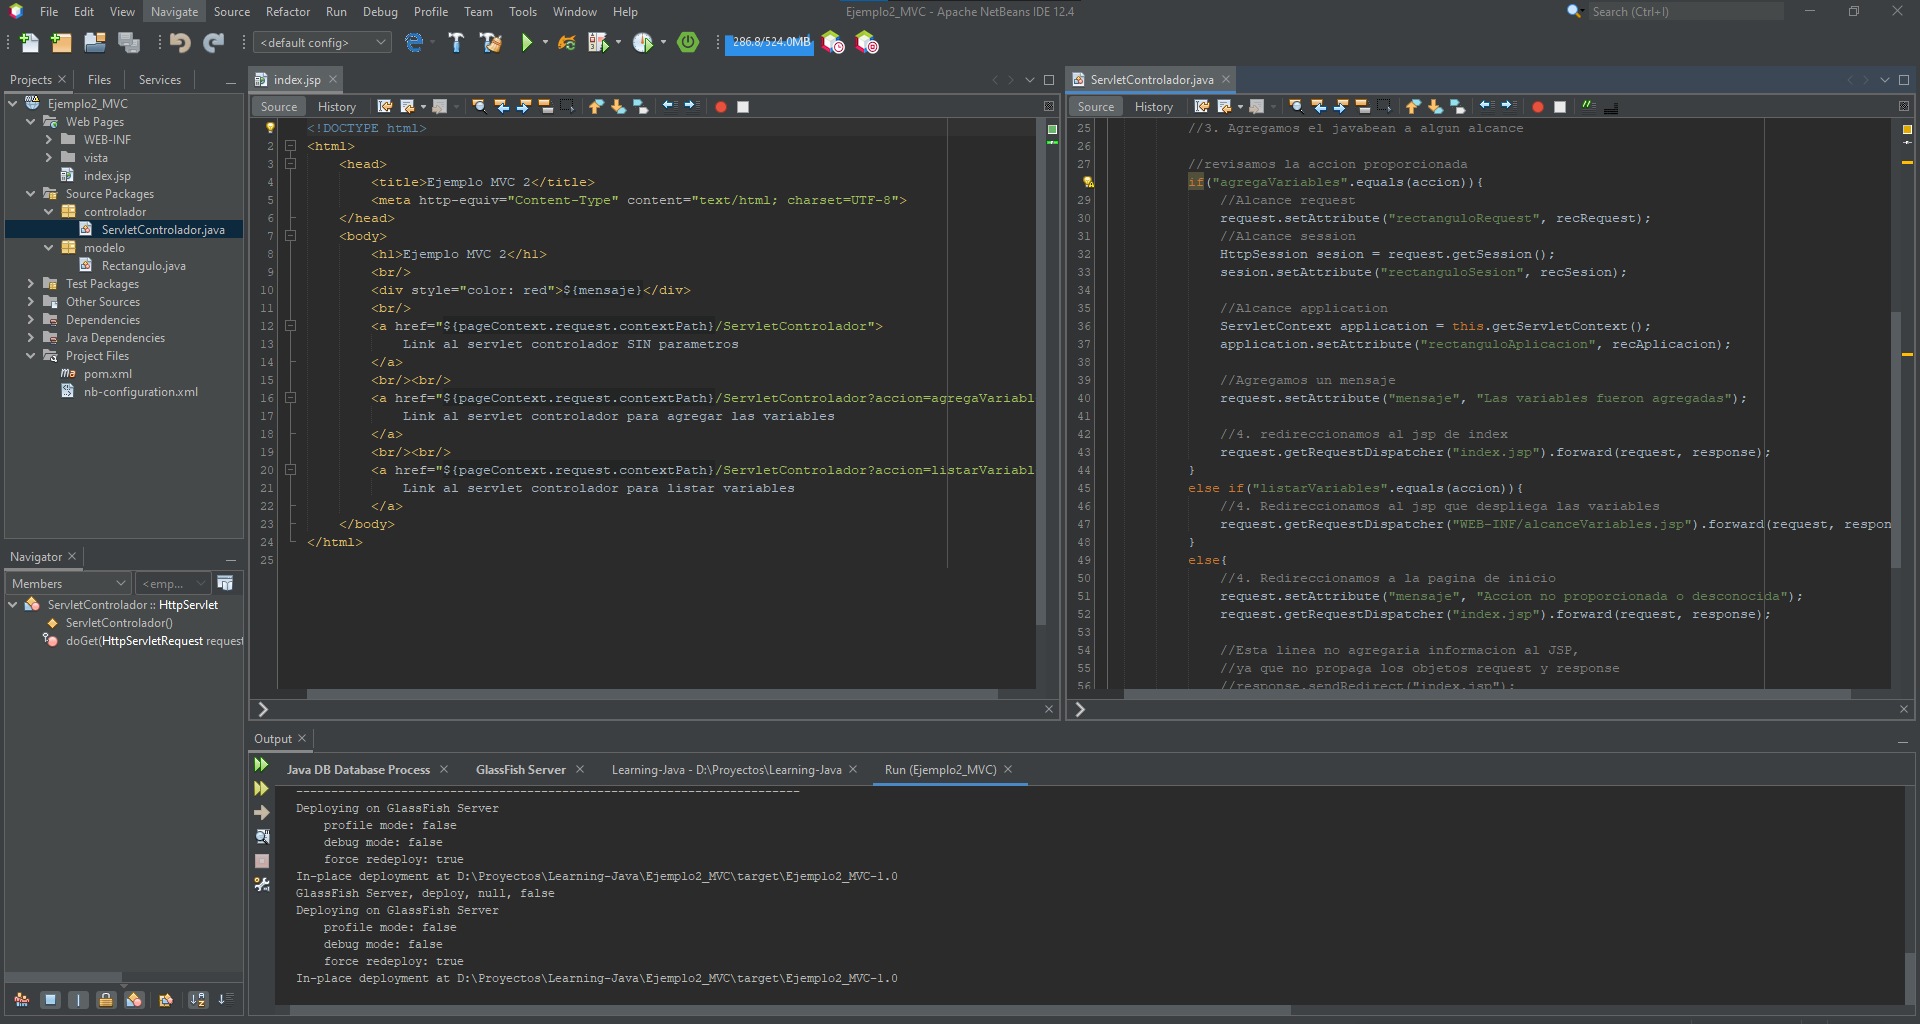 File Edit View Navigate Source Refactor Run Debug Profile Team Tools Window Help
Ejemplo2_MVC - Apache NetBeans IDE 12.4
Search (Ctrl+I)
<default config>
286.8/524.0MB
Projects
Files
Services
Ejemplo2_MVC
Web Pages
WEB-INF
vista
index.jsp
Source Packages
controlador
ServletControlador.java
modelo
Rectangulo.java
Test Packages
Other Sources
Dependencies
Java Dependencies
Project Files
pom.xml
nb-configuration.xml
Navigator
Members
<emp...
ServletControlador :: HttpServlet
ServletControlador()
doGet(HttpServletRequest request
index.jsp
Source History
<!DOCTYPE html>
2 <html>
3 <head>
4 <title>Ejemplo MVC 2</title>
5 <meta http-equiv="Content-Type" content="text/html; charset=UTF-8">
6 </head>
7 <body>
8 <h1>Ejemplo MVC 2</h1>
9 <br/>
10 <div style="color: red">${mensaje}</div>
11 <br/>
12 <a href="${pageContext.request.contextPath}/ServletControlador">
13 Link al servlet controlador SIN parametros
14 </a>
15 <br/><br/>
16 <a href="${pageContext.request.contextPath}/ServletControlador?accion=agregaVariabl
17 Link al servlet controlador para agregar las variables
18 </a>
19 <br/><br/>
20 <a href="${pageContext.request.contextPath}/ServletControlador?accion=listarVariabl
21 Link al servlet controlador para listar variables
22 </a>
23 </body>
24 </html>
25
ServletControlador.java
Source History
25 //3. Agregamos el javabean a algun alcance
26
27 //revisamos la accion proporcionada
if("agregaVariables".equals(accion)){
29 //Alcance request
30 request.setAttribute("rectanguloRequest", recRequest);
31 //Alcance session
32 HttpSession sesion = request.getSession();
33 sesion.setAttribute("rectanguloSesion", recSesion);
34
35 //Alcance application
36 ServletContext application = this.getServletContext();
37 application.setAttribute("rectanguloAplicacion", recAplicacion);
38
39 //Agregamos un mensaje
40 request.setAttribute("mensaje", "Las variables fueron agregadas");
41
42 //4. redireccionamos al jsp de index
43 request.getRequestDispatcher("index.jsp").forward(request, response);
44 }
45 else if("listarVariables".equals(accion)){
46 //4. Redireccionamos al jsp que despliega las variables
47 request.getRequestDispatcher("WEB-INF/alcanceVariables.jsp").forward(request, respon
48 }
49 else{
50 //4. Redireccionamos a la pagina de inicio
51 request.setAttribute("mensaje", "Accion no proporcionada o desconocida");
52 request.getRequestDispatcher("index.jsp").forward(request, response);
53
54 //Esta linea no agregaria informacion al JSP,
55 //ya que no propaga los objetos request y response
56 //response.sendRedirect("index.jsp");
Output
Java DB Database Process
GlassFish Server
Learning-Java - D:\Proyectos\Learning-Java
Run (Ejemplo2_MVC)
------------------------------------------------------------------------
Deploying on GlassFish Server
profile mode: false
debug mode: false
force redeploy: true
In-place deployment at D:\Proyectos\Learning-Java\Ejemplo2_MVC\target\Ejemplo2_MVC-1.0
GlassFish Server, deploy, null, false
Deploying on GlassFish Server
profile mode: false
debug mode: false
force redeploy: true
In-place deployment at D:\Proyectos\Learning-Java\Ejemplo2_MVC\target\Ejemplo2_MVC-1.0